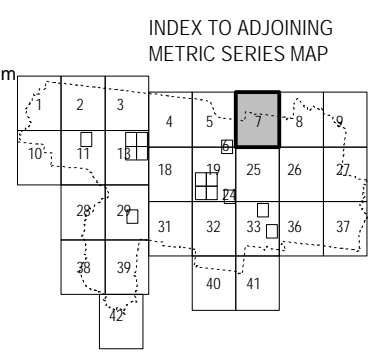 INDEX TO ADJOINING
METRIC SERIES MAP
m
1 2 3 4 5 7 8 9
6
10 11 13 18 19 25 26 27
24
28 29 31 32 33 36 37
38 39 40 41
42